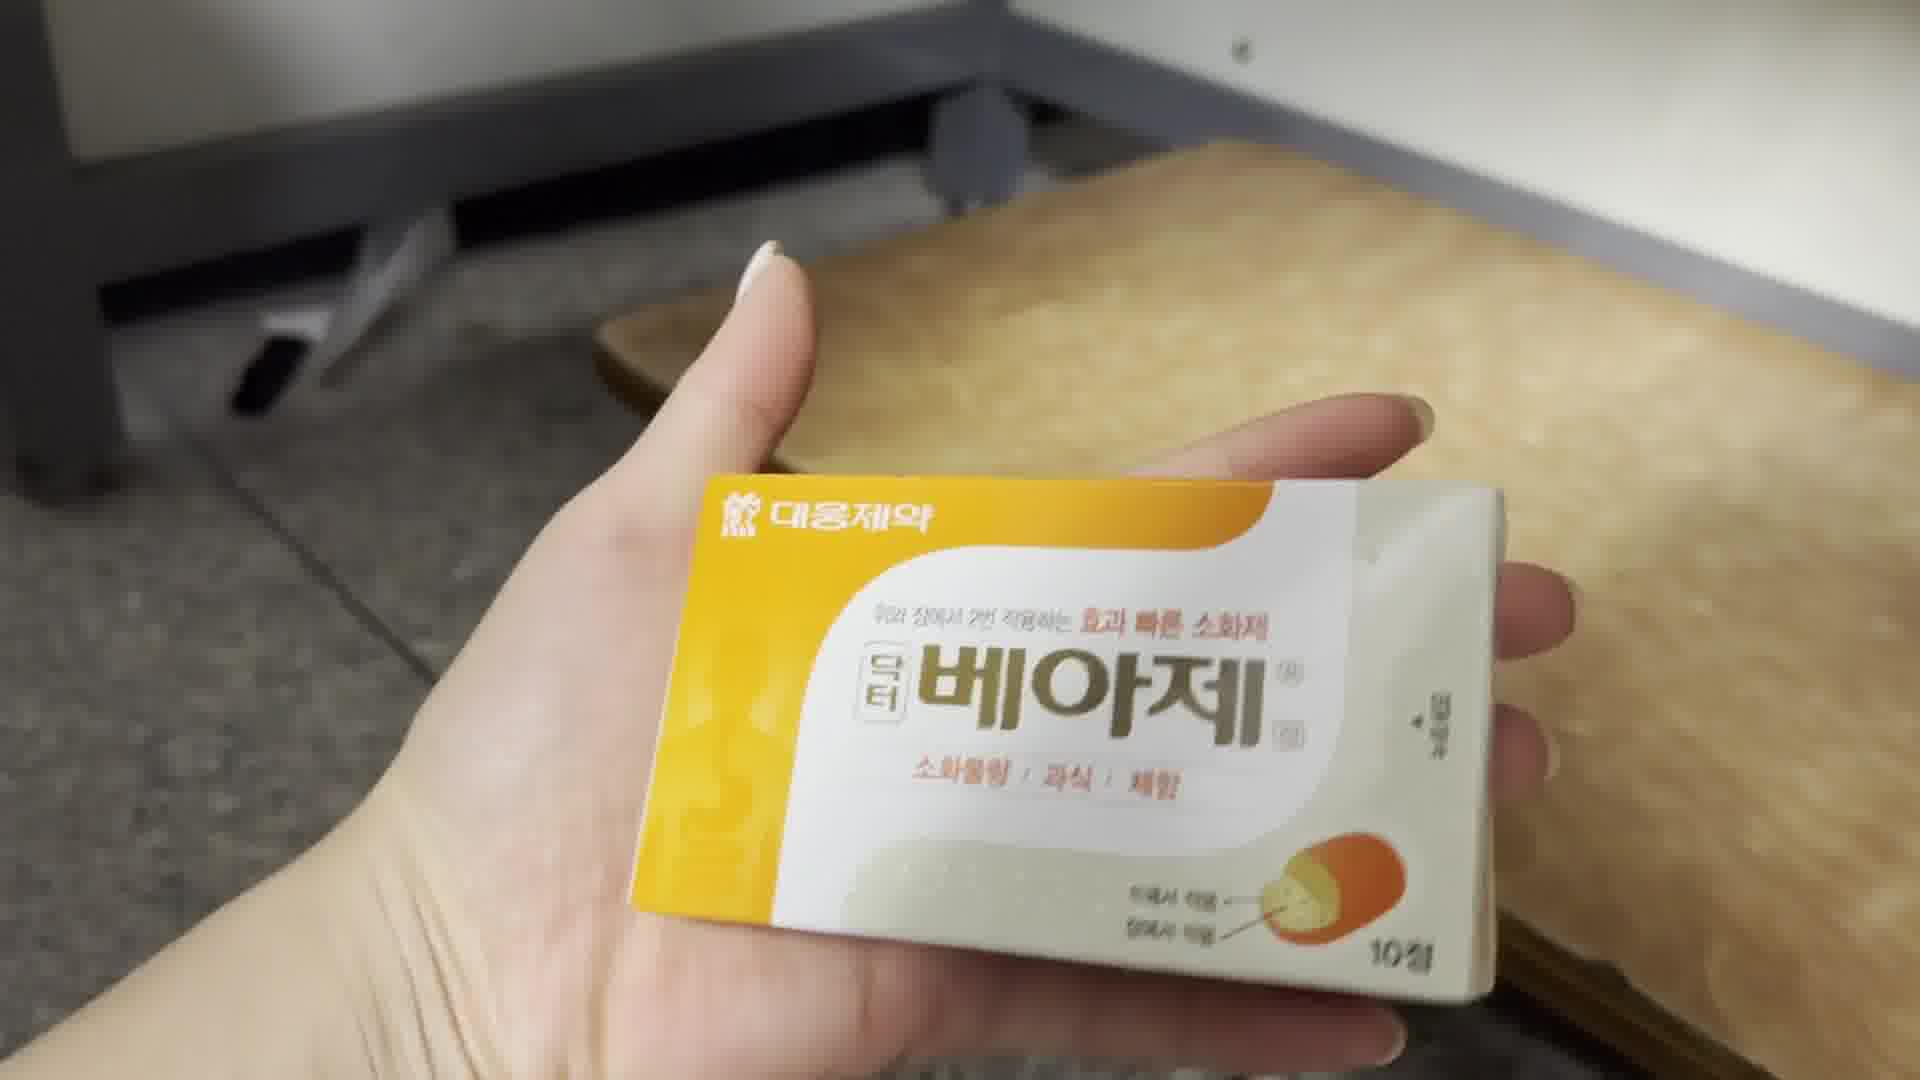 대웅제약
위와 장에서 2번 작용하는 효과 빠른 소화제
닥터 베아제
정
소화불량 / 과식 / 체함
위에서 작용
장에서 작용
10정